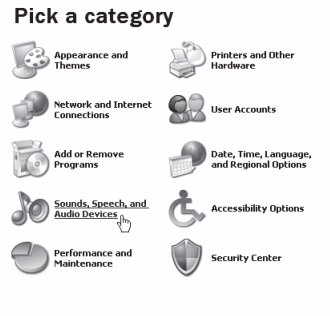 Pick a category
Appearance and
Themes
Printers and Other
Hardware
Network and Internet
Connections
User Accounts
Add or Remove
Programs
Date, Time, Language,
and Regional Options
Sounds, Speech, and
Audio Devices
Accessibility Options
Performance and
Maintenance
Security Center